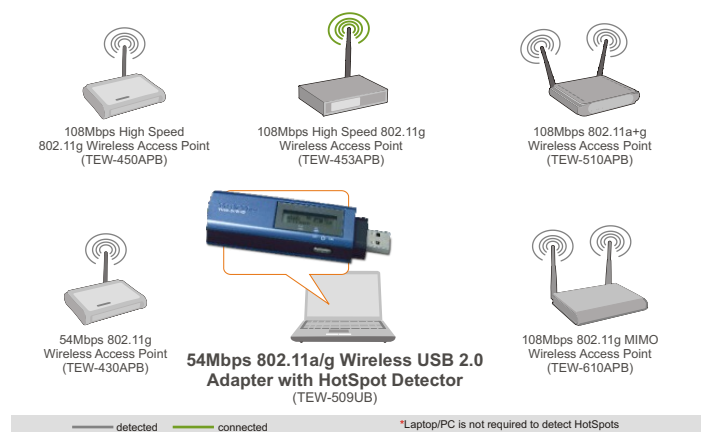 108Mbps High Speed
802.11g Wireless Access Point
(TEW-450APB)
108Mbps High Speed 802.11g
Wireless Access Point
(TEW-453APB)
108Mbps 802.11a+g
Wireless Access Point
(TEW-510APB)
54Mbps 802.11g
Wireless Access Point
(TEW-430APB)
54Mbps 802.11a/g Wireless USB 2.0
Adapter with HotSpot Detector
(TEW-509UB)
108Mbps 802.11g MIMO
Wireless Access Point
(TEW-610APB)
detected
connected
*Laptop/PC is not required to detect HotSpots